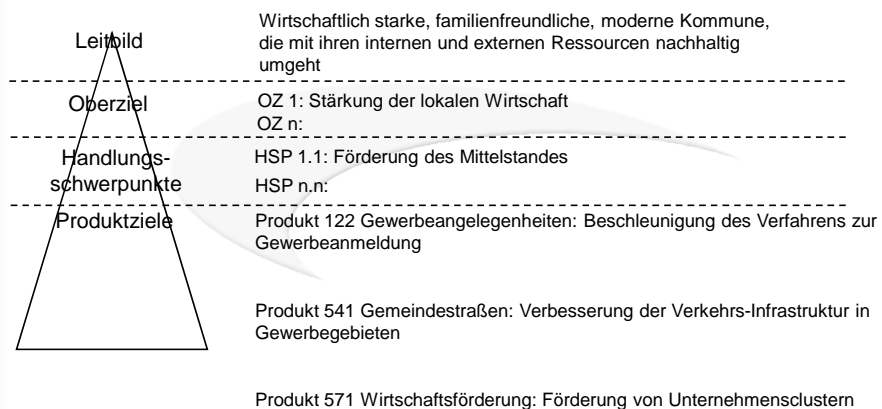 Leitbild
Wirtschaftlich starke, familienfreundliche, moderne Kommune,
die mit ihren internen und externen Ressourcen nachhaltig
umgeht
Oberziel
OZ 1: Stärkung der lokalen Wirtschaft
OZ n:
Handlungs-
schwerpunkte
HSP 1.1: Förderung des Mittelstandes
HSP n.n:
Produktziele
Produkt 122 Gewerbeangelegenheiten: Beschleunigung des Verfahrens zur
Gewerbeanmeldung
Produkt 541 Gemeindestraßen: Verbesserung der Verkehrs-Infrastruktur in
Gewerbegebieten
Produkt 571 Wirtschaftsförderung: Förderung von Unternehmensclustern